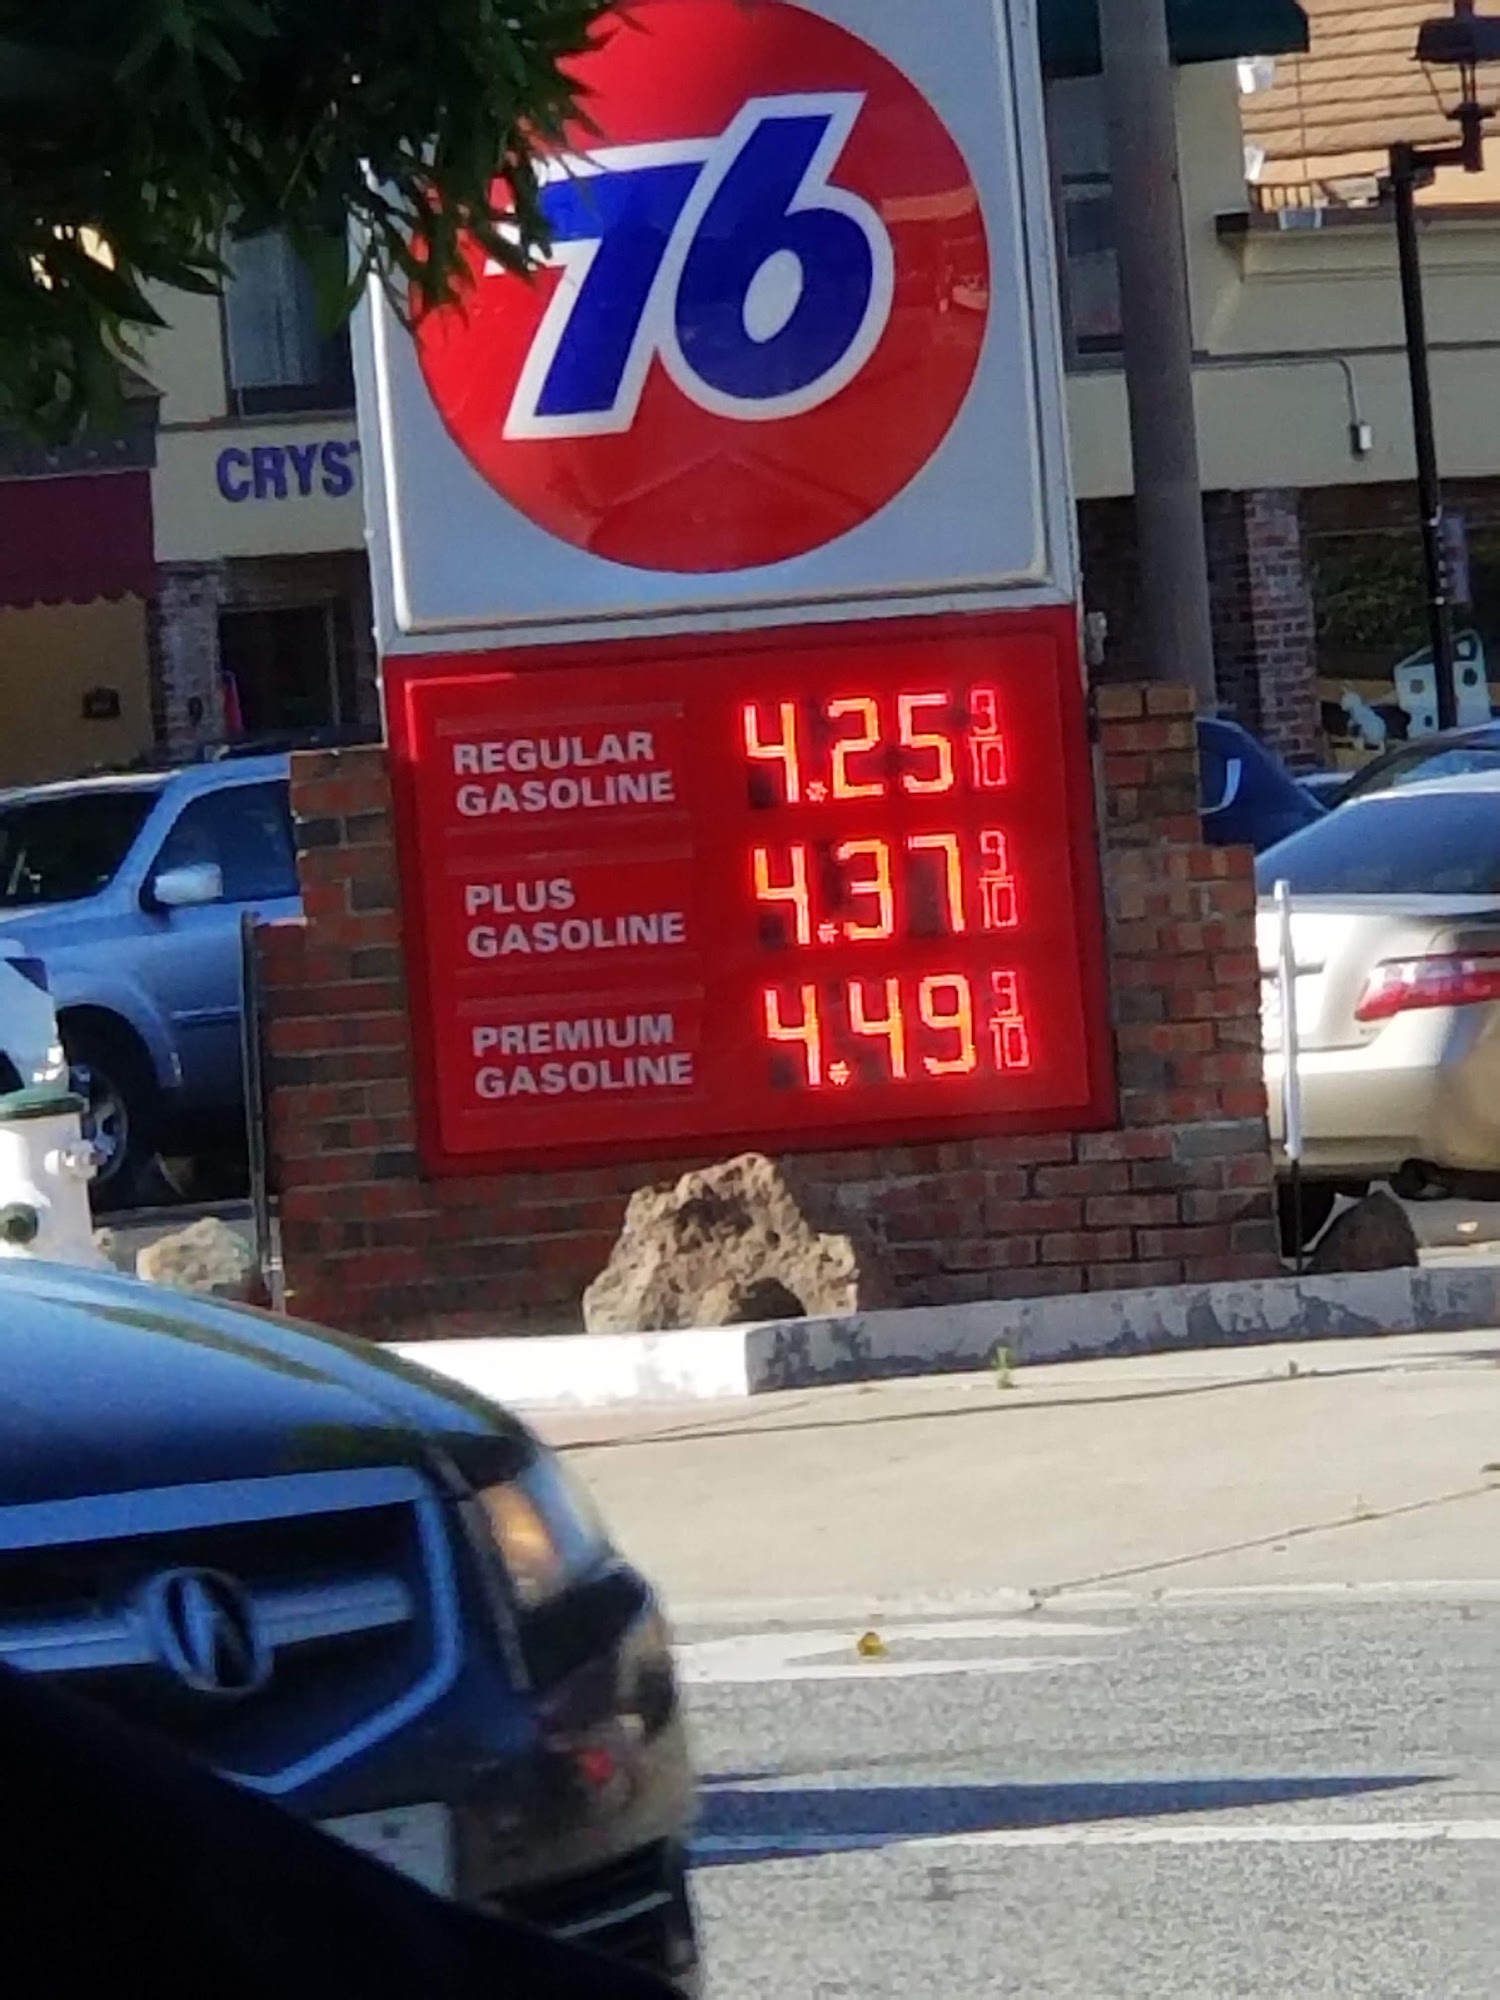 76
CRYS
REGULAR
GASOLINE
4.25 9/10
PLUS
GASOLINE
4.37 9/10
PREMIUM
GASOLINE
4.49 9/10